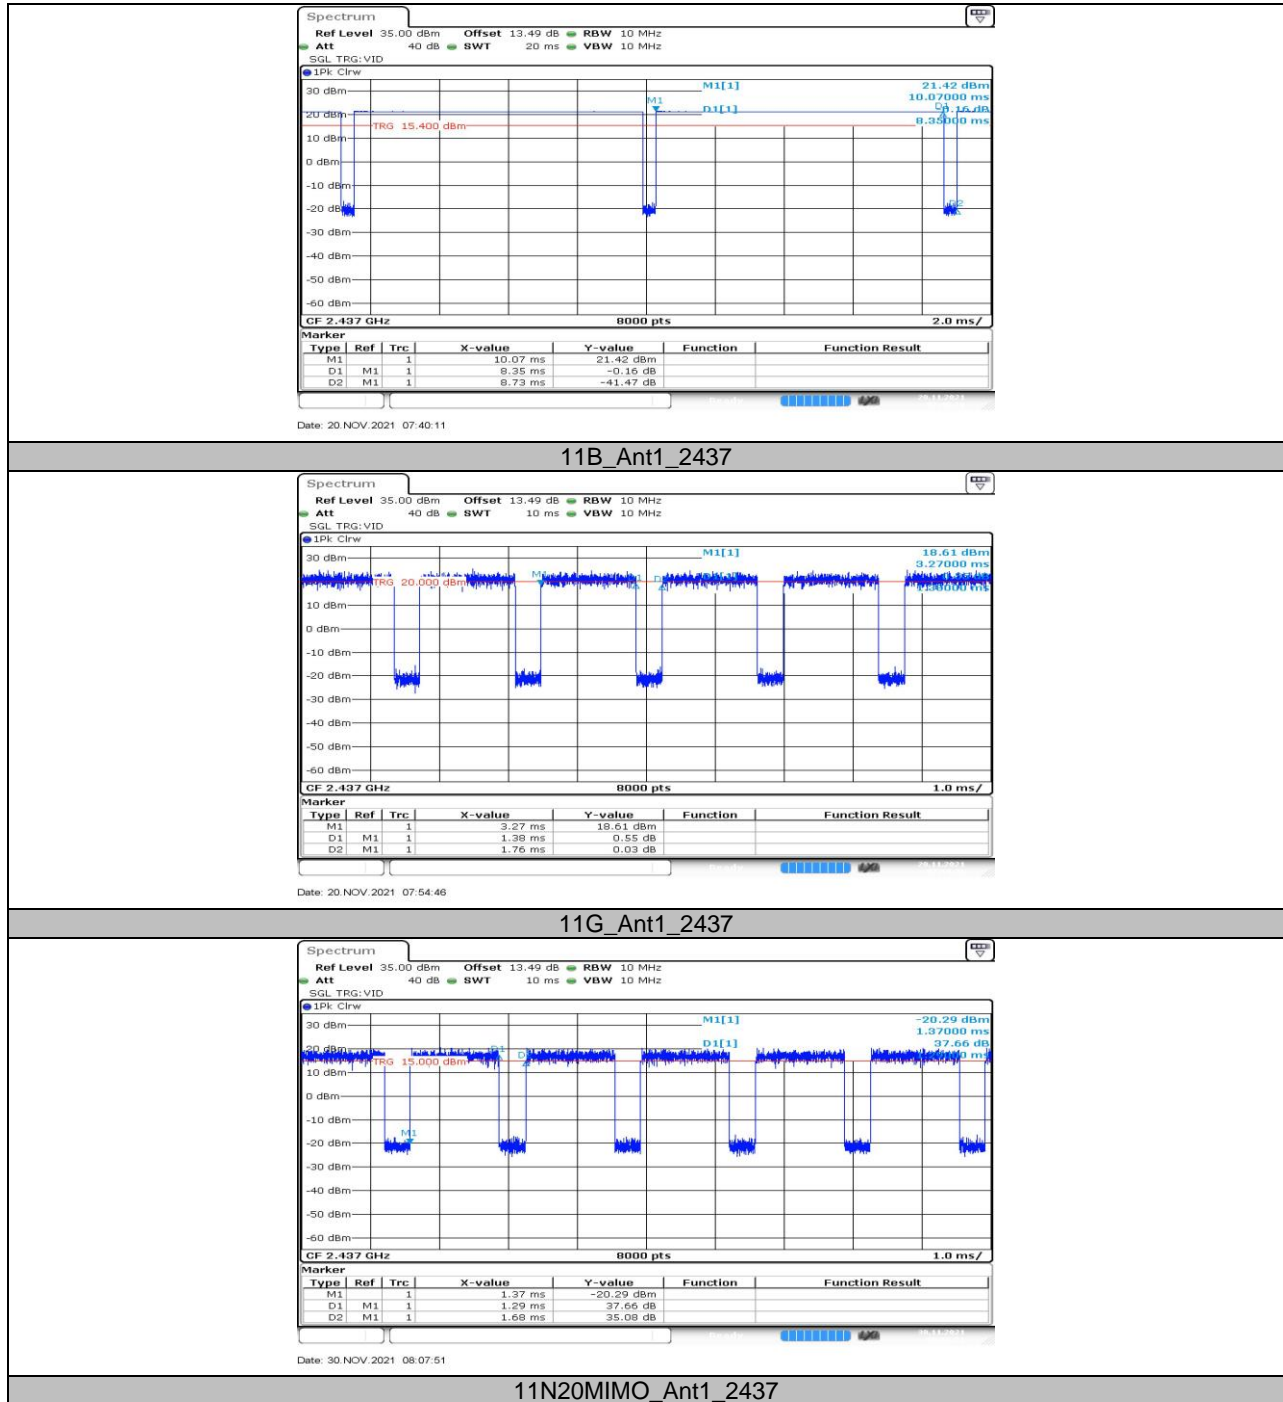 Spectrum
Ref Level 35.00 dBm Offset 13.49 dB RBW 10 MHz
Att 40 dB SWT 20 ms VBW 10 MHz
SGL TRG:VID
1Pk Clrw
M1[1] 21.42 dBm
10.07000 ms
30 dBm
M1
D1[1] -0.16 dB
8.35000 ms
20 dBm
D1
TRG 15.400 dBm
10 dBm
0 dBm
-10 dBm
-20 dBm
D2
-30 dBm
-40 dBm
-50 dBm
-60 dBm
CF 2.437 GHz 8000 pts 2.0 ms/
Marker
Type Ref Trc X-value Y-value Function Function Result
M1 1 10.07 ms 21.42 dBm
D1 M1 1 8.35 ms -0.16 dB
D2 M1 1 8.73 ms -41.47 dB
Date: 20.NOV.2021 07:40:11
11B_Ant1_2437
Spectrum
Ref Level 35.00 dBm Offset 13.49 dB RBW 10 MHz
Att 40 dB SWT 10 ms VBW 10 MHz
SGL TRG:VID
1Pk Clrw
M1[1] 18.61 dBm
3.27000 ms
30 dBm
M1
TRG 20.000 dBm
10 dBm
0 dBm
-10 dBm
-20 dBm
-30 dBm
-40 dBm
-50 dBm
-60 dBm
CF 2.437 GHz 8000 pts 1.0 ms/
Marker
Type Ref Trc X-value Y-value Function Function Result
M1 1 3.27 ms 18.61 dBm
D1 M1 1 1.38 ms 0.55 dB
D2 M1 1 1.76 ms 0.03 dB
Date: 20.NOV.2021 07:54:46
11G_Ant1_2437
Spectrum
Ref Level 35.00 dBm Offset 13.49 dB RBW 10 MHz
Att 40 dB SWT 10 ms VBW 10 MHz
SGL TRG:VID
1Pk Clrw
M1[1] -20.29 dBm
1.37000 ms
30 dBm
D1[1] 37.66 dB
20 dBm
D1
TRG 15.000 dBm
10 dBm
0 dBm
-10 dBm
M1
-20 dBm
-30 dBm
-40 dBm
-50 dBm
-60 dBm
CF 2.437 GHz 8000 pts 1.0 ms/
Marker
Type Ref Trc X-value Y-value Function Function Result
M1 1 1.37 ms -20.29 dBm
D1 M1 1 1.29 ms 37.66 dB
D2 M1 1 1.68 ms 35.08 dB
Date: 30.NOV.2021 08:07:51
11N20MIMO_Ant1_2437